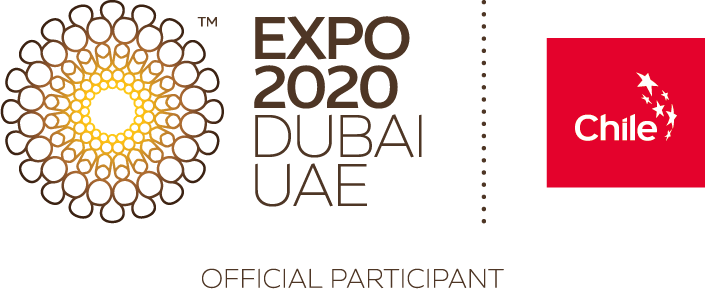 EXPO
2020
DUBAI
UAE
™
Chile
OFFICIAL PARTICIPANT